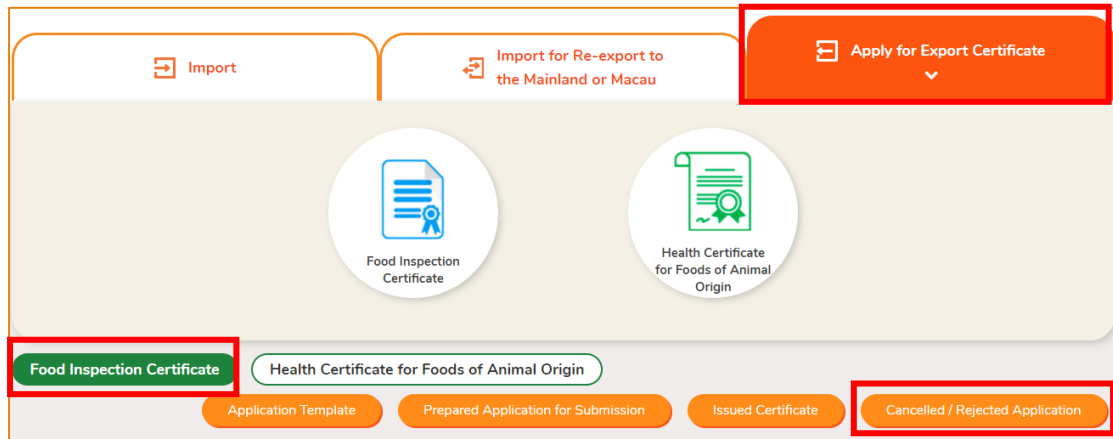 Import
Import for Re-export to
the Mainland or Macau
Apply for Export Certificate
Food Inspection
Certificate
Health Certificate
for Foods of Animal
Origin
Food Inspection Certificate
Health Certificate for Foods of Animal Origin
Application Template
Prepared Application for Submission
Issued Certificate
Cancelled / Rejected Application